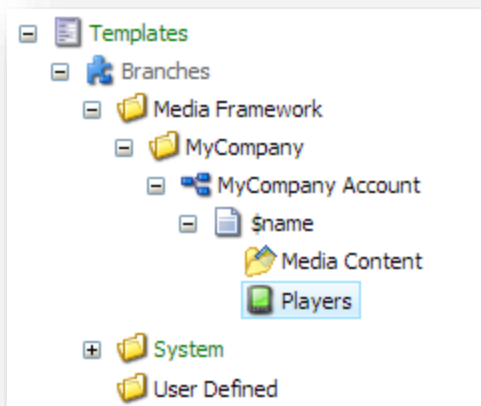 Templates
Branches
Media Framework
MyCompany
MyCompany Account
$name
Media Content
Players
System
User Defined